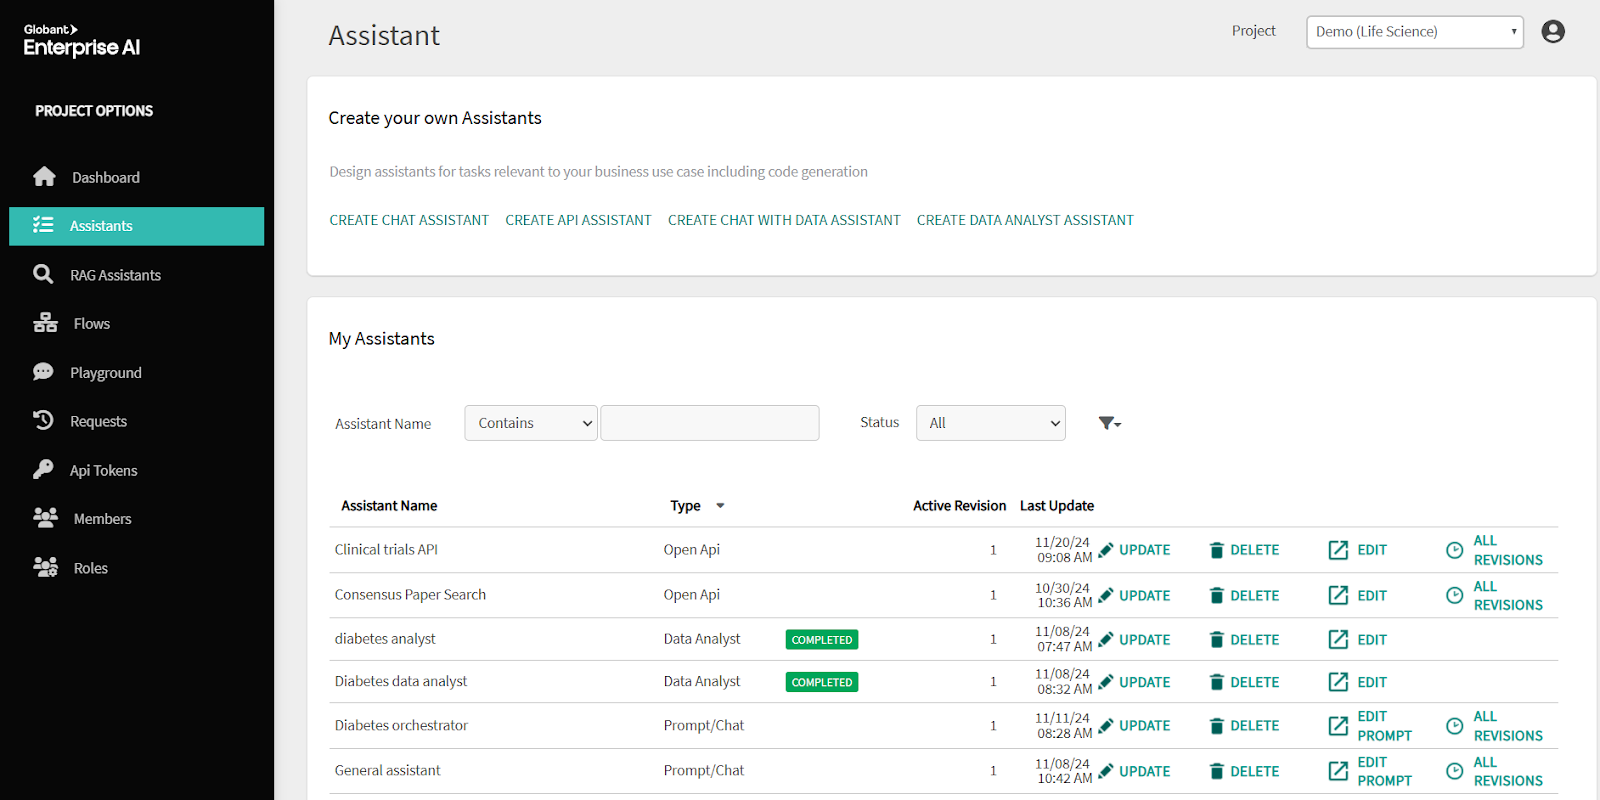 Globant
Enterprise AI
PROJECT OPTIONS
Dashboard
Assistants
RAG Assistants
Flows
Playground
Requests
Api Tokens
Members
Roles
Assistant
Project
Demo (Life Science)
Create your own Assistants
Design assistants for tasks relevant to your business use case including code generation
CREATE CHAT ASSISTANT CREATE API ASSISTANT CREATE CHAT WITH DATA ASSISTANT CREATE DATA ANALYST ASSISTANT
My Assistants
Assistant Name Contains Status All
Assistant Name Type Active Revision Last Update
Clinical trials API Open Api 1 11/20/24 09:08 AM UPDATE DELETE EDIT ALL REVISIONS
Consensus Paper Search Open Api 1 10/30/24 10:36 AM UPDATE DELETE EDIT ALL REVISIONS
diabetes analyst Data Analyst COMPLETED 1 11/08/24 07:47 AM UPDATE DELETE EDIT
Diabetes data analyst Data Analyst COMPLETED 1 11/08/24 08:32 AM UPDATE DELETE EDIT
Diabetes orchestrator Prompt/Chat 1 11/11/24 08:28 AM UPDATE DELETE EDIT PROMPT ALL REVISIONS
General assistant Prompt/Chat 1 11/08/24 10:42 AM UPDATE DELETE EDIT PROMPT ALL REVISIONS